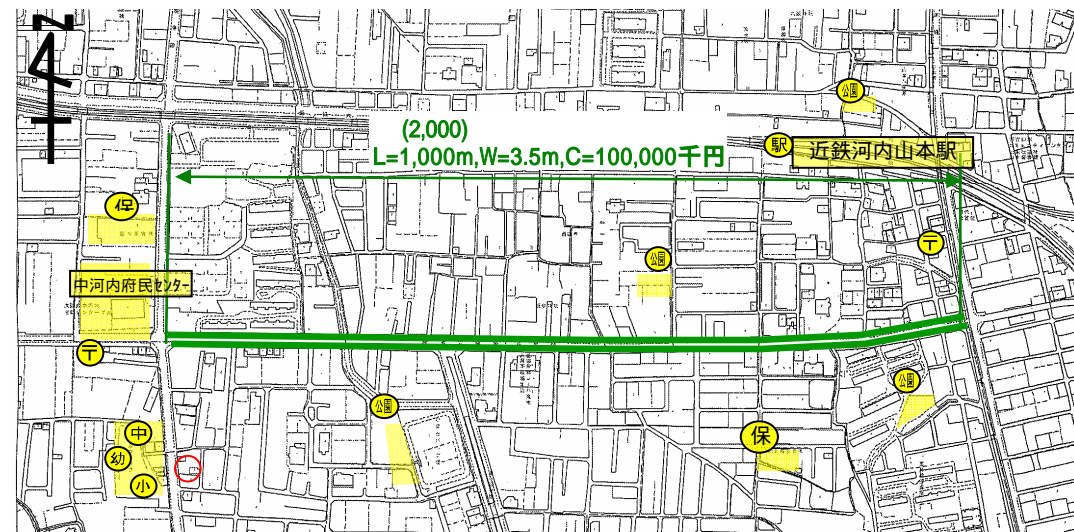 N
公園
(2,000)
L=1,000m,W=3.5m,C=100,000千円
駅
近鉄河内山本駅
保
〒
公園
中河内府民センター
〒
公園
公園
中
保
幼
小